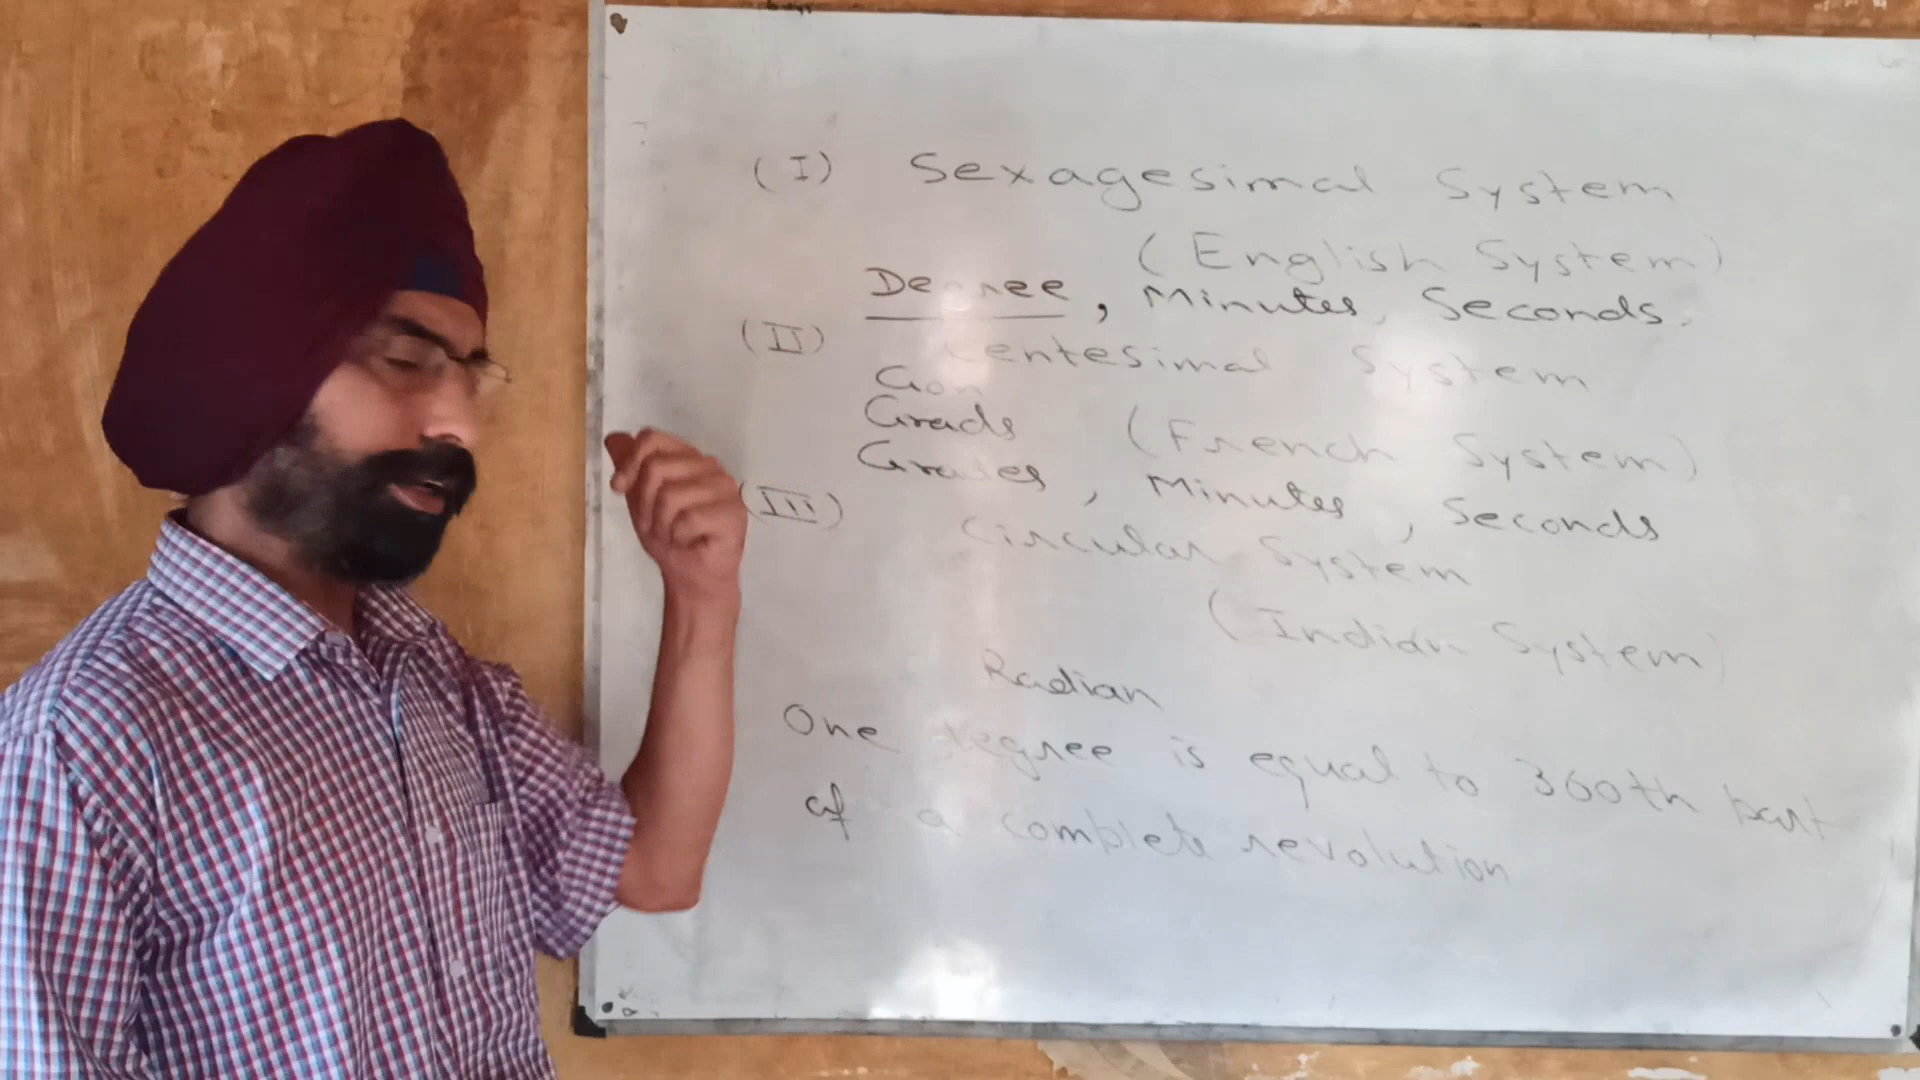 (I) Sexagesimal System
(English System)
Degree, Minutes, Seconds.
(II) Centesimal System
Gon
Grads (French System)
Grades, Minutes, Seconds
(III) Circular System
(Indian System)
Radian
One degree is equal to 360th part
of a complete revolution